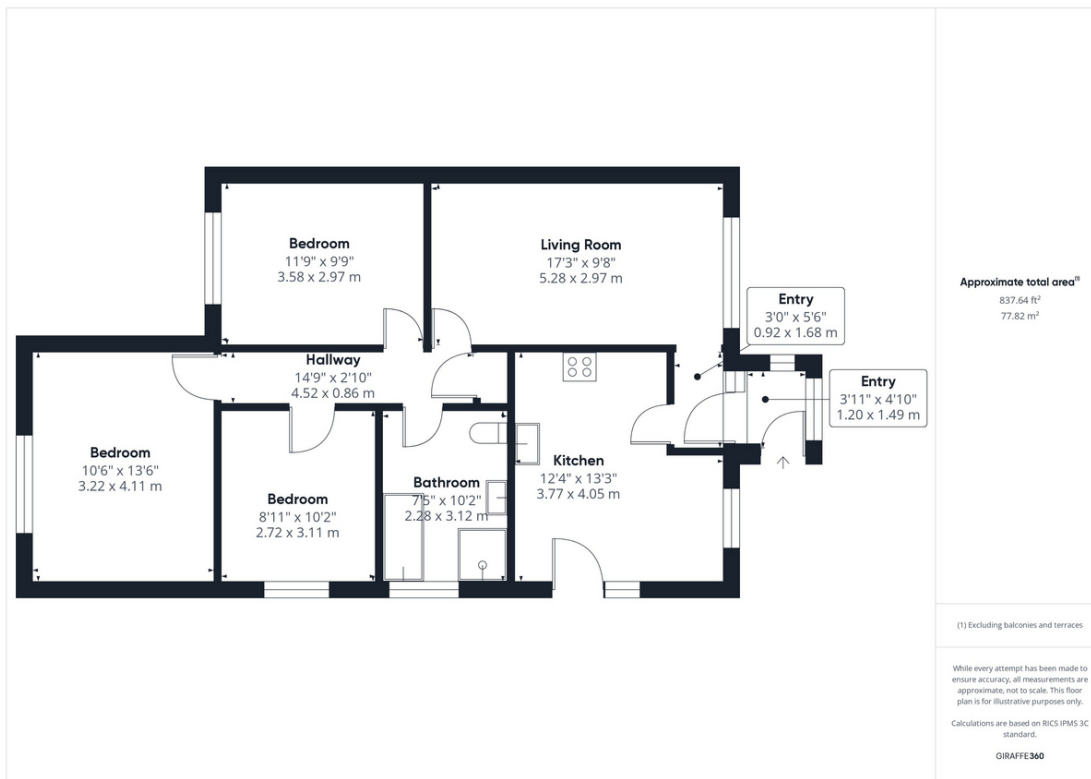 Bedroom
11'9" x 9'9"
3.58 x 2.97 m
Living Room
17'3" x 9'8"
5.28 x 2.97 m
Entry
3'0" x 5'6"
0.92 x 1.68 m
Hallway
14'9" x 2'10"
4.52 x 0.86 m
Entry
3'11" x 4'10"
1.20 x 1.49 m
Bedroom
10'6" x 13'6"
3.22 x 4.11 m
Bedroom
8'11" x 10'2"
2.72 x 3.11 m
Bathroom
7'5" x 10'2"
2.28 x 3.12 m
Kitchen
12'4" x 13'3"
3.77 x 4.05 m
Approximate total area⁽¹⁾
837.64 ft²
77.82 m²
(1) Excluding balconies and terraces
While every attempt has been made to
ensure accuracy, all measurements are
approximate, not to scale. This floor
plan is for illustrative purposes only.
Calculations are based on RICS IPMS 3C
standard.
GIRAFFE360